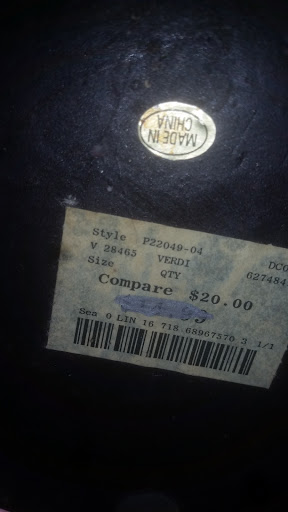 MADE IN
CHINA
Style P22049-04
V 28465 VERDI DC0
Size QTY 627484
Compare $20.00
Sea 0 LIN 16 718 68967570 3 1/1